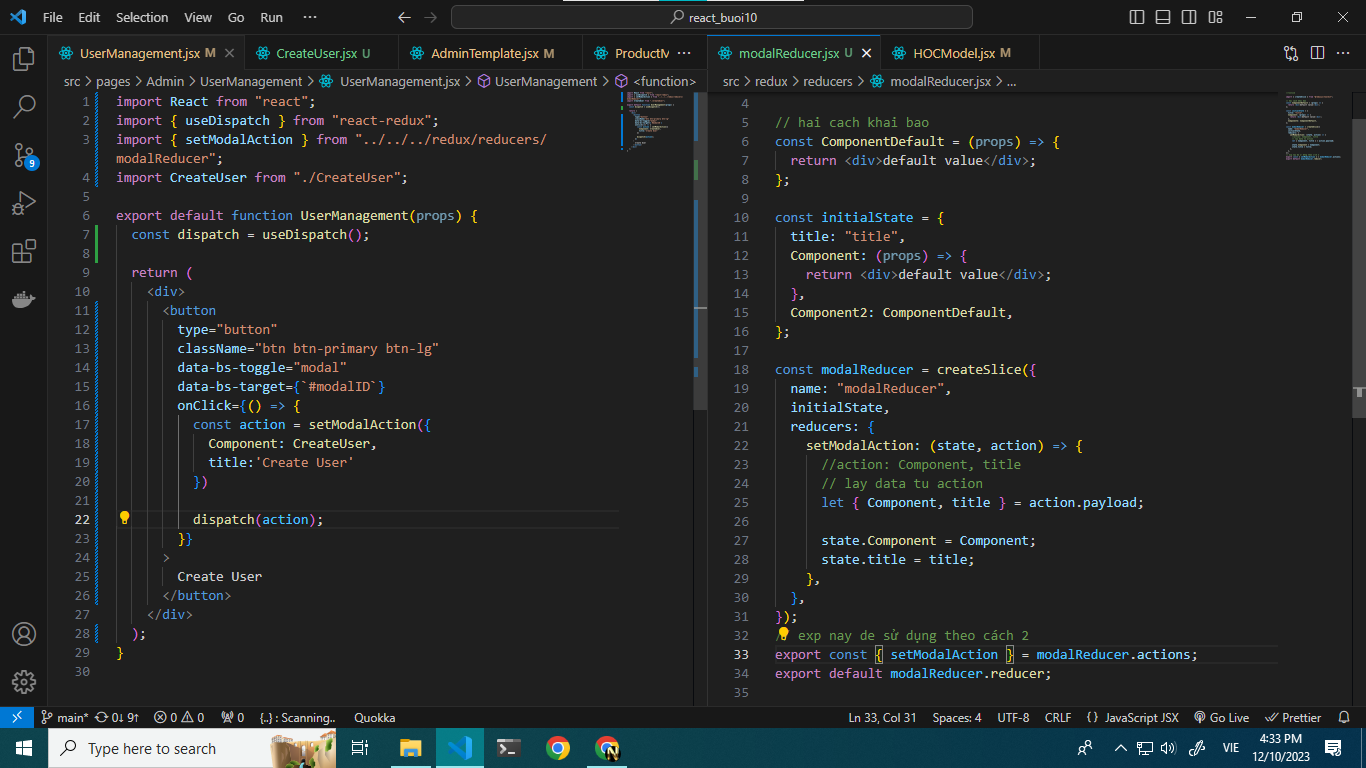 File Edit Selection View Go Run ··· react_buoi10
UserManagement.jsx M CreateUser.jsx U AdminTemplate.jsx M ProductM ···
src > pages > Admin > UserManagement > UserManagement.jsx > UserManagement > <function>
1 import React from "react";
2 import { useDispatch } from "react-redux";
3 import { setModalAction } from "../../../redux/reducers/
modalReducer";
4 import CreateUser from "./CreateUser";
5
6 export default function UserManagement(props) {
7 const dispatch = useDispatch();
8
9 return (
10 <div>
11 <button
12 type="button"
13 className="btn btn-primary btn-lg"
14 data-bs-toggle="modal"
15 data-bs-target={`#modalID`}
16 onClick={() => {
17 const action = setModalAction({
18 Component: CreateUser,
19 title:'Create User'
20 })
21
22 dispatch(action);
23 }}
24 >
25 Create User
26 </button>
27 </div>
28 );
29 }
30
modalReducer.jsx U HOCModel.jsx M ···
src > redux > reducers > modalReducer.jsx > ...
4
5 // hai cach khai bao
6 const ComponentDefault = (props) => {
7 return <div>default value</div>;
8 };
9
10 const initialState = {
11 title: "title",
12 Component: (props) => {
13 return <div>default value</div>;
14 },
15 Component2: ComponentDefault,
16 };
17
18 const modalReducer = createSlice({
19 name: "modalReducer",
20 initialState,
21 reducers: {
22 setModalAction: (state, action) => {
23 //action: Component, title
24 // lay data tu action
25 let { Component, title } = action.payload;
26
27 state.Component = Component;
28 state.title = title;
29 },
30 },
31 });
32 / exp nay de sử dụng theo cách 2
33 export const { setModalAction } = modalReducer.actions;
34 export default modalReducer.reducer;
35
9
main* 0↓ 9↑ 0 0 0 {..} : Scanning.. Quokka Ln 33, Col 31 Spaces: 4 UTF-8 CRLF {} JavaScript JSX Go Live Prettier
Type here to search VIE 4:33 PM
12/10/2023